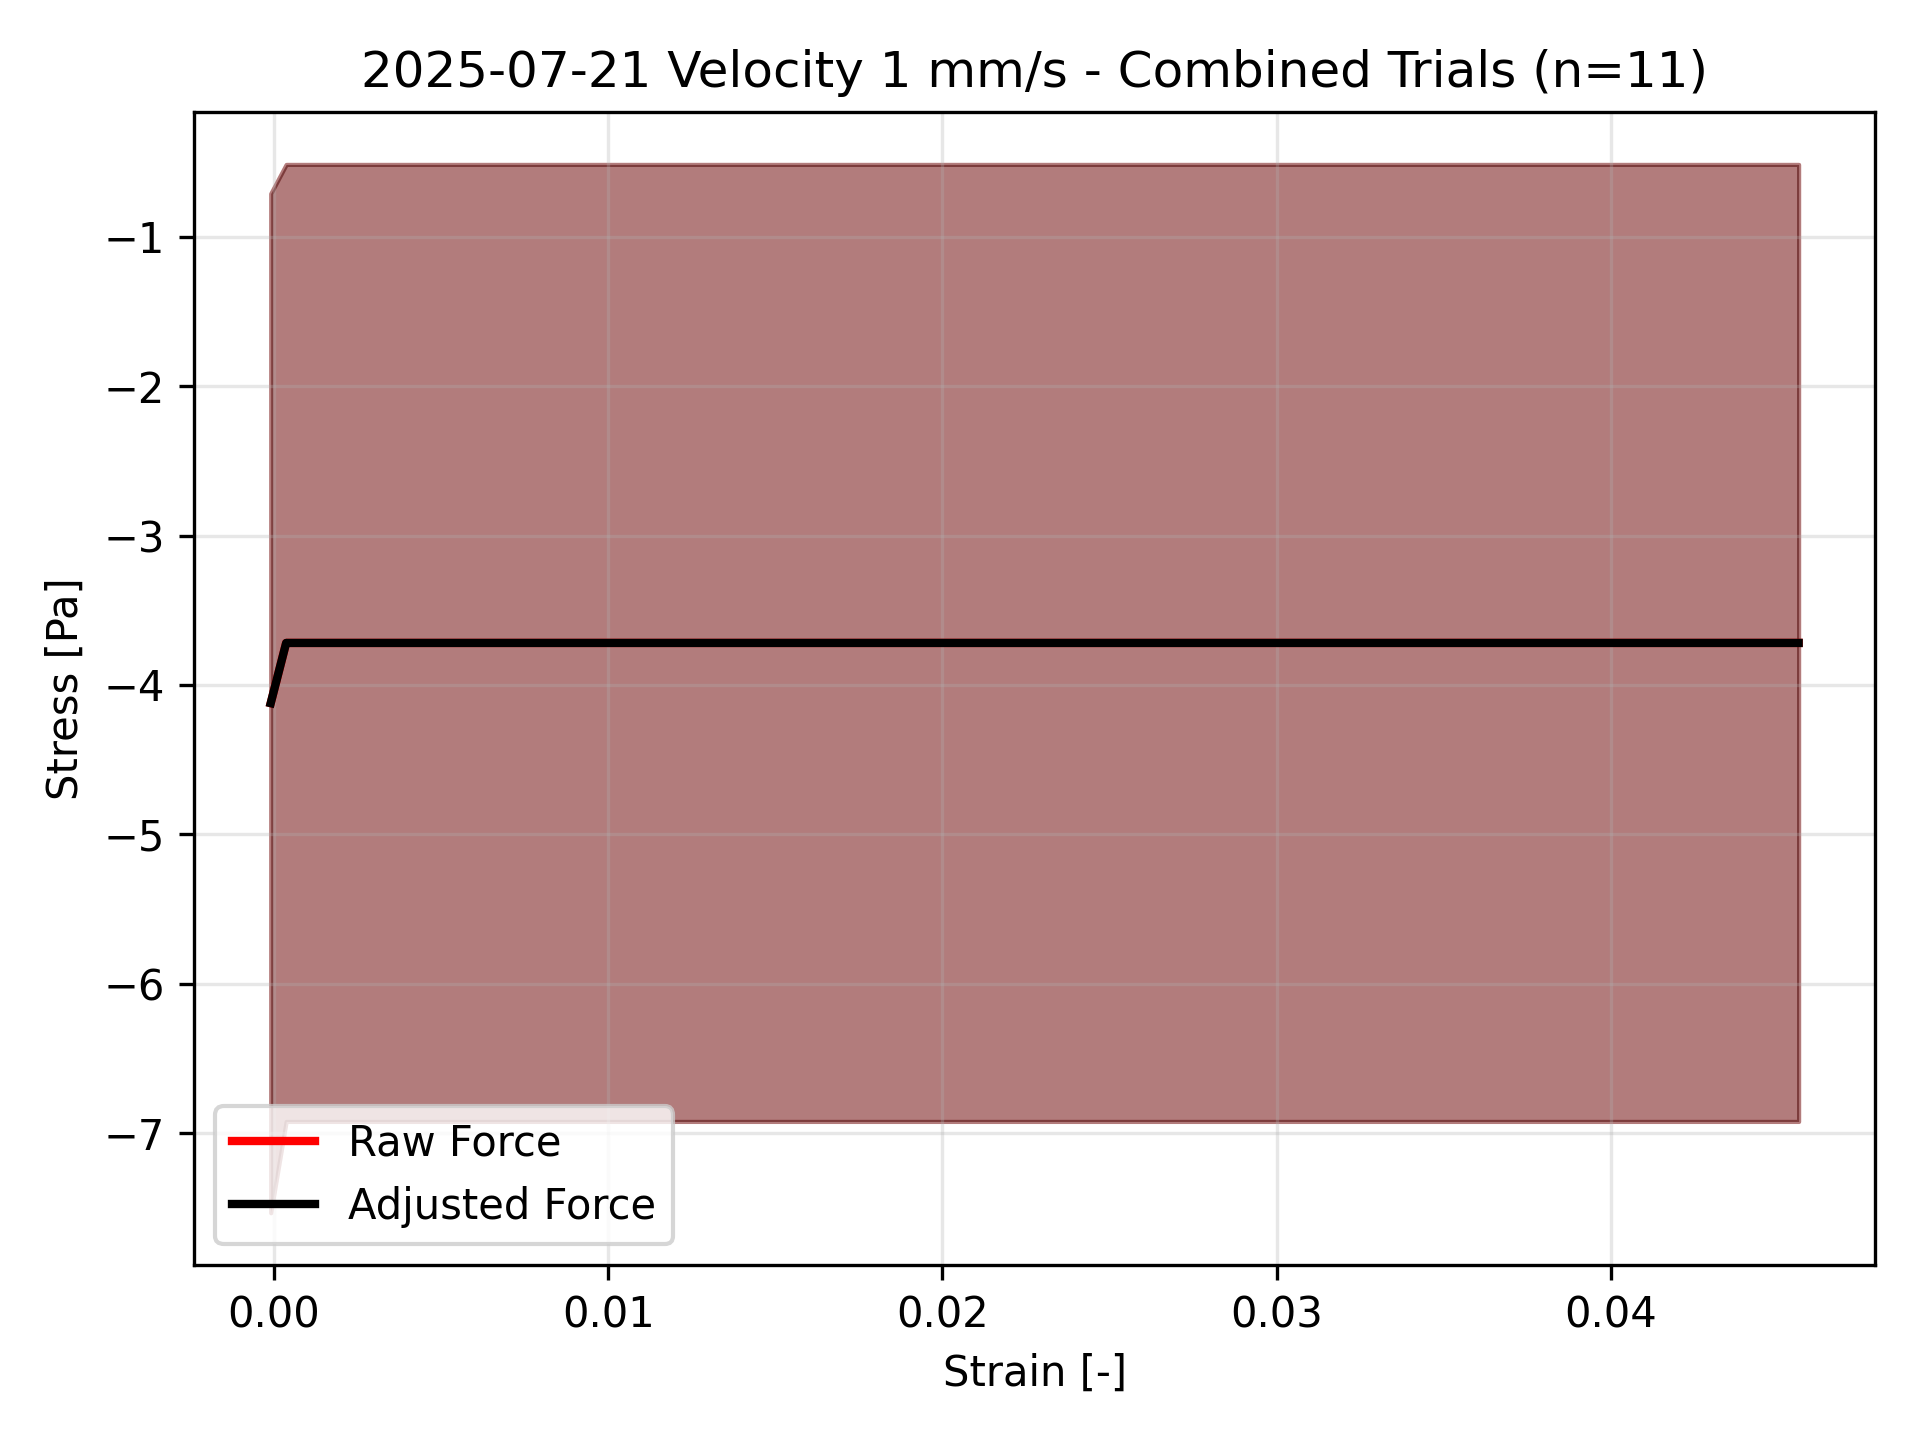 2025-07-21 Velocity 1 mm/s - Combined Trials (n=11)
Stress [Pa]
−1
−2
−3
−4
−5
−6
−7
Raw Force
Adjusted Force
0.00 0.01 0.02 0.03 0.04
Strain [-]